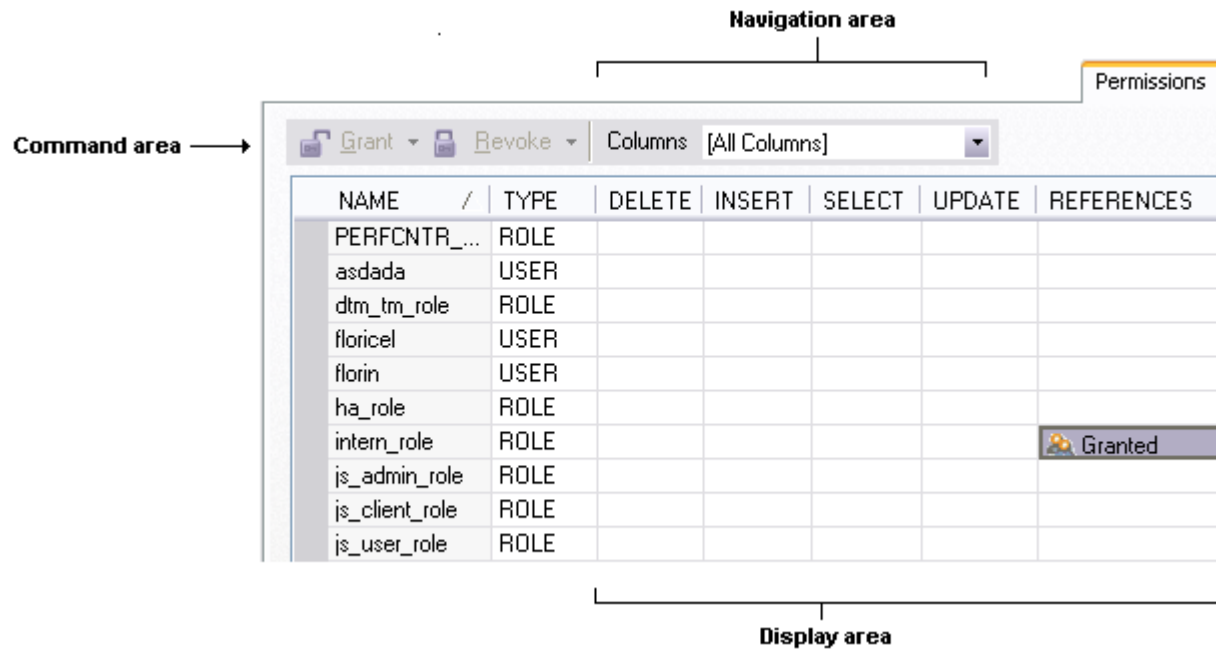 Navigation area
Permissions
Command area
Grant Revoke Columns [All Columns]
NAME / TYPE DELETE INSERT SELECT UPDATE REFERENCES
PERFCNTR_... ROLE
asdada USER
dtm_tm_role ROLE
floricel USER
florin USER
ha_role ROLE
intern_role ROLE Granted
js_admin_role ROLE
js_client_role ROLE
js_user_role ROLE
Display area